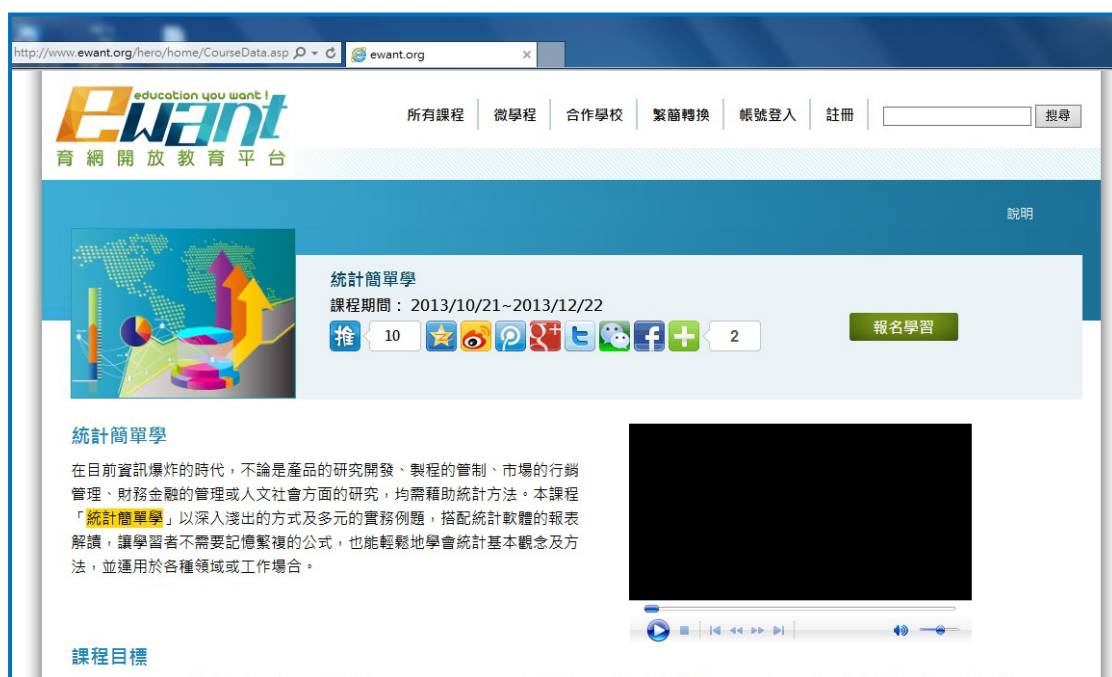 http://www.ewant.org/hero/home/CourseData.asp
ewant.org
education you want !
ewant
育網開放教育平台
所有課程 微學程 合作學校 繁簡轉換 帳號登入 註冊 搜尋
說明
統計簡單學
課程期間： 2013/10/21~2013/12/22
推 10 2
報名學習
統計簡單學
在目前資訊爆炸的時代，不論是產品的研究開發、製程的管制、市場的行銷
管理、財務金融的管理或人文社會方面的研究，均需藉助統計方法。本課程
「統計簡單學」以深入淺出的方式及多元的實務例題，搭配統計軟體的報表
解讀，讓學習者不需要記憶繁複的公式，也能輕鬆地學會統計基本觀念及方
法，並運用於各種領域或工作場合。
課程目標